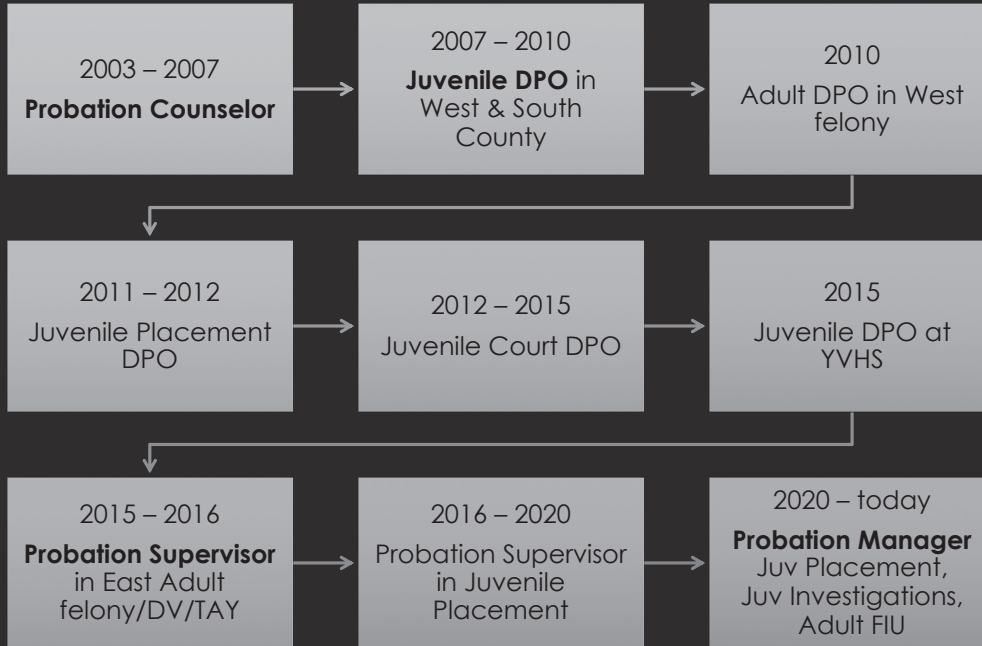 2003 – 2007
Probation Counselor
2007 – 2010
Juvenile DPO in
West & South
County
2010
Adult DPO in West
felony
2011 – 2012
Juvenile Placement
DPO
2012 – 2015
Juvenile Court DPO
2015
Juvenile DPO at
YVHS
2015 – 2016
Probation Supervisor
in East Adult
felony/DV/TAY
2016 – 2020
Probation Supervisor
in Juvenile
Placement
2020 – today
Probation Manager
Juv Placement,
Juv Investigations,
Adult FIU